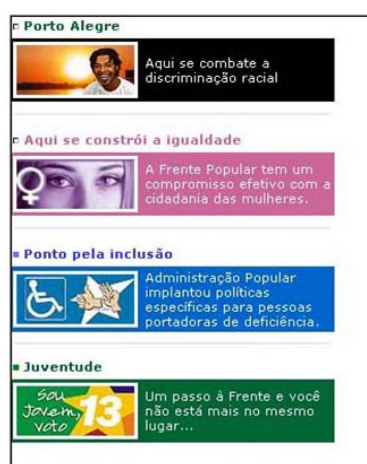 Porto Alegre
Aqui se combate a
discriminação racial
Aqui se constrói a igualdade
A Frente Popular tem um
compromisso efetivo com a
cidadania das mulheres.
Ponto pela inclusão
Administração Popular
implantou políticas
específicas para pessoas
portadoras de deficiência.
Juventude
SOU
Jovem,
voto 13
Um passo à Frente e você
não está mais no mesmo
lugar...